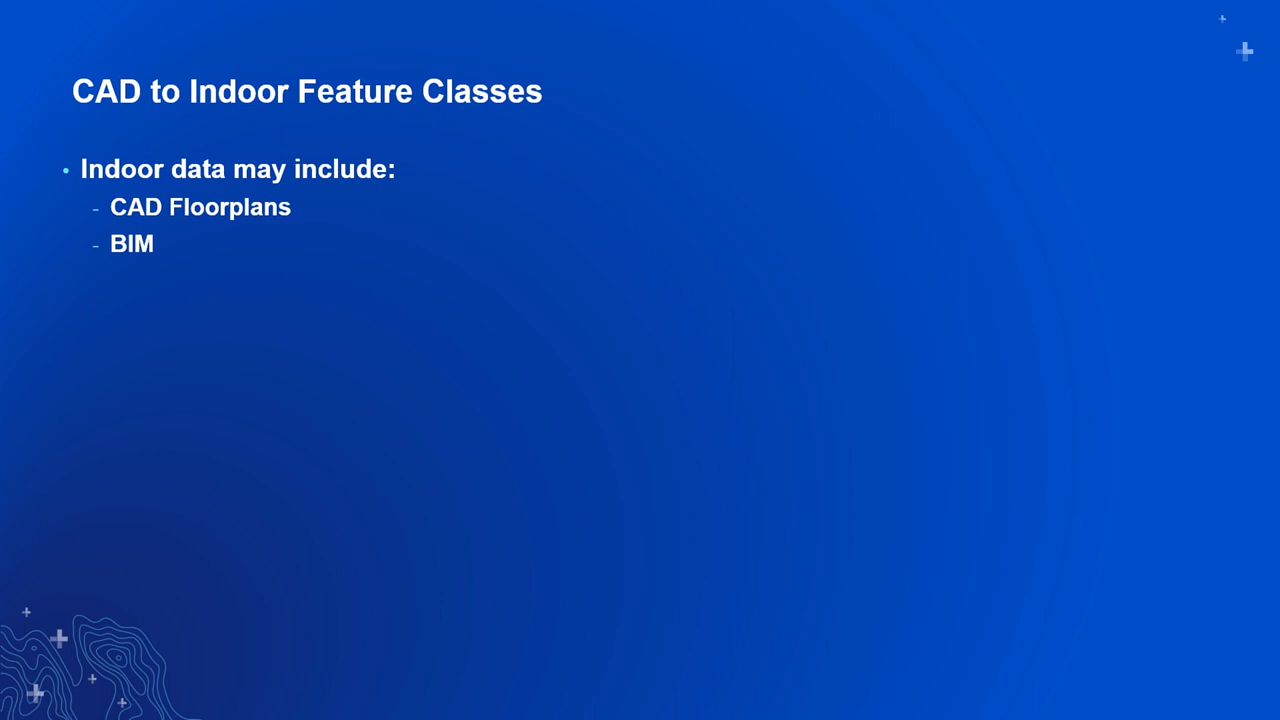 CAD to Indoor Feature Classes
• Indoor data may include:
- CAD Floorplans
- BIM